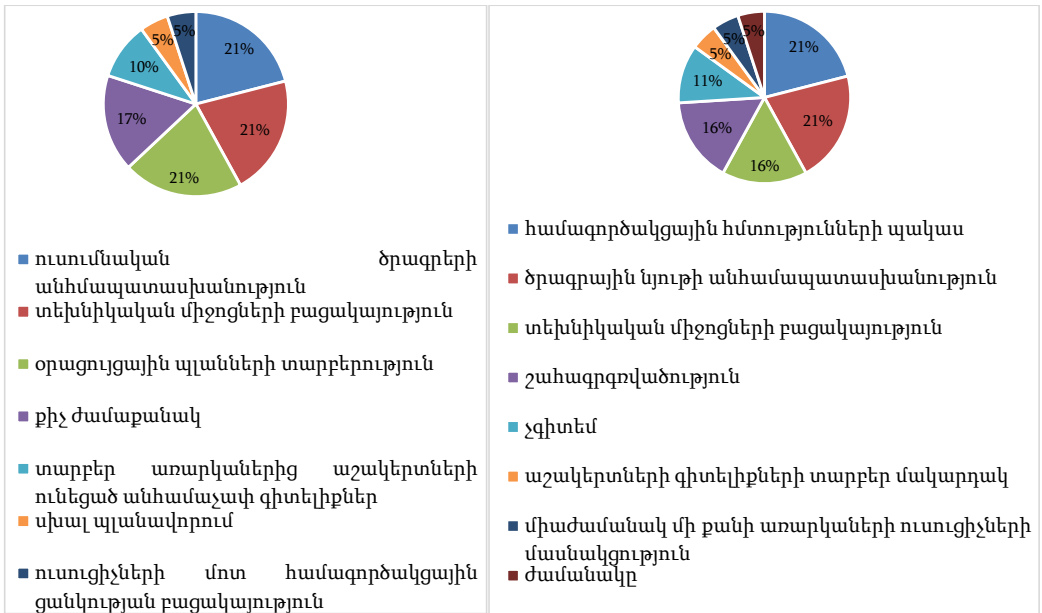 21%
21%
21%
17%
10%
5%
5%
ուսումնական ծրագրերի
անհմապատասխանություն
տեխնիկական միջոցների բացակայություն
օրացույցային պլանների տարբերություն
քիչ ժամաքանակ
տարբեր առարկաներից աշակերտների
ունեցած անհամաչափ գիտելիքներ
սխալ պլանավորում
ուսուցիչների մոտ համագործակցային
ցանկության բացակայություն
21%
21%
16%
16%
11%
5%
5%
5%
համագործակցային հմտությունների պակաս
ծրագրային նյութի անհամապատասխանություն
տեխնիկական միջոցների բացակայություն
շահագրգռվածություն
չգիտեմ
աշակերտների գիտելիքների տարբեր մակարդակ
միաժամանակ մի քանի առարկաների ուսուցիչների
մասնակցություն
ժամանակը